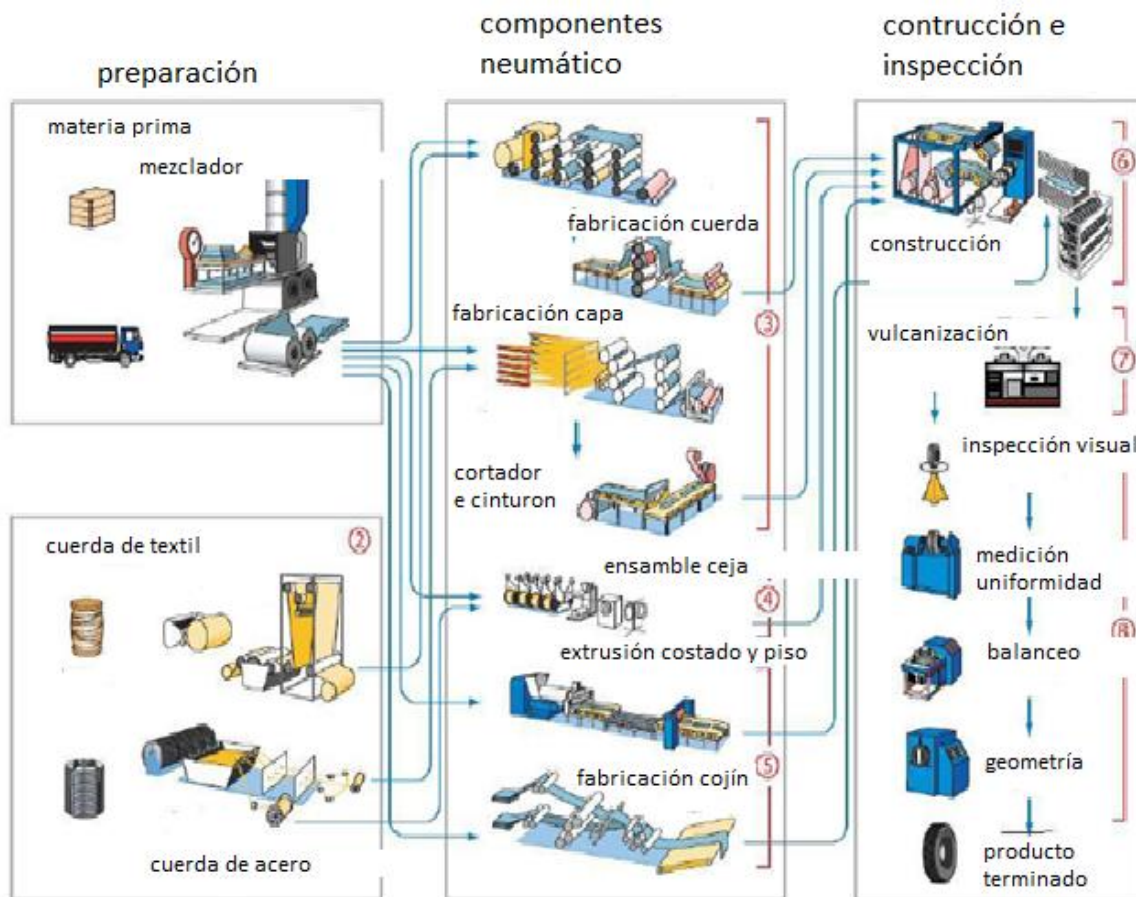 preparación
materia prima
mezclador
cuerda de textil
②
cuerda de acero
componentes
neumático
fabricación cuerda
③
fabricación capa
cortador
e cinturon
ensamble ceja
④
extrusión costado y piso
⑤
fabricación cojín
contrucción e
inspección
⑥
construcción
vulcanización
⑦
inspección visual
medición
uniformidad
⑧
balanceo
geometría
producto
terminado